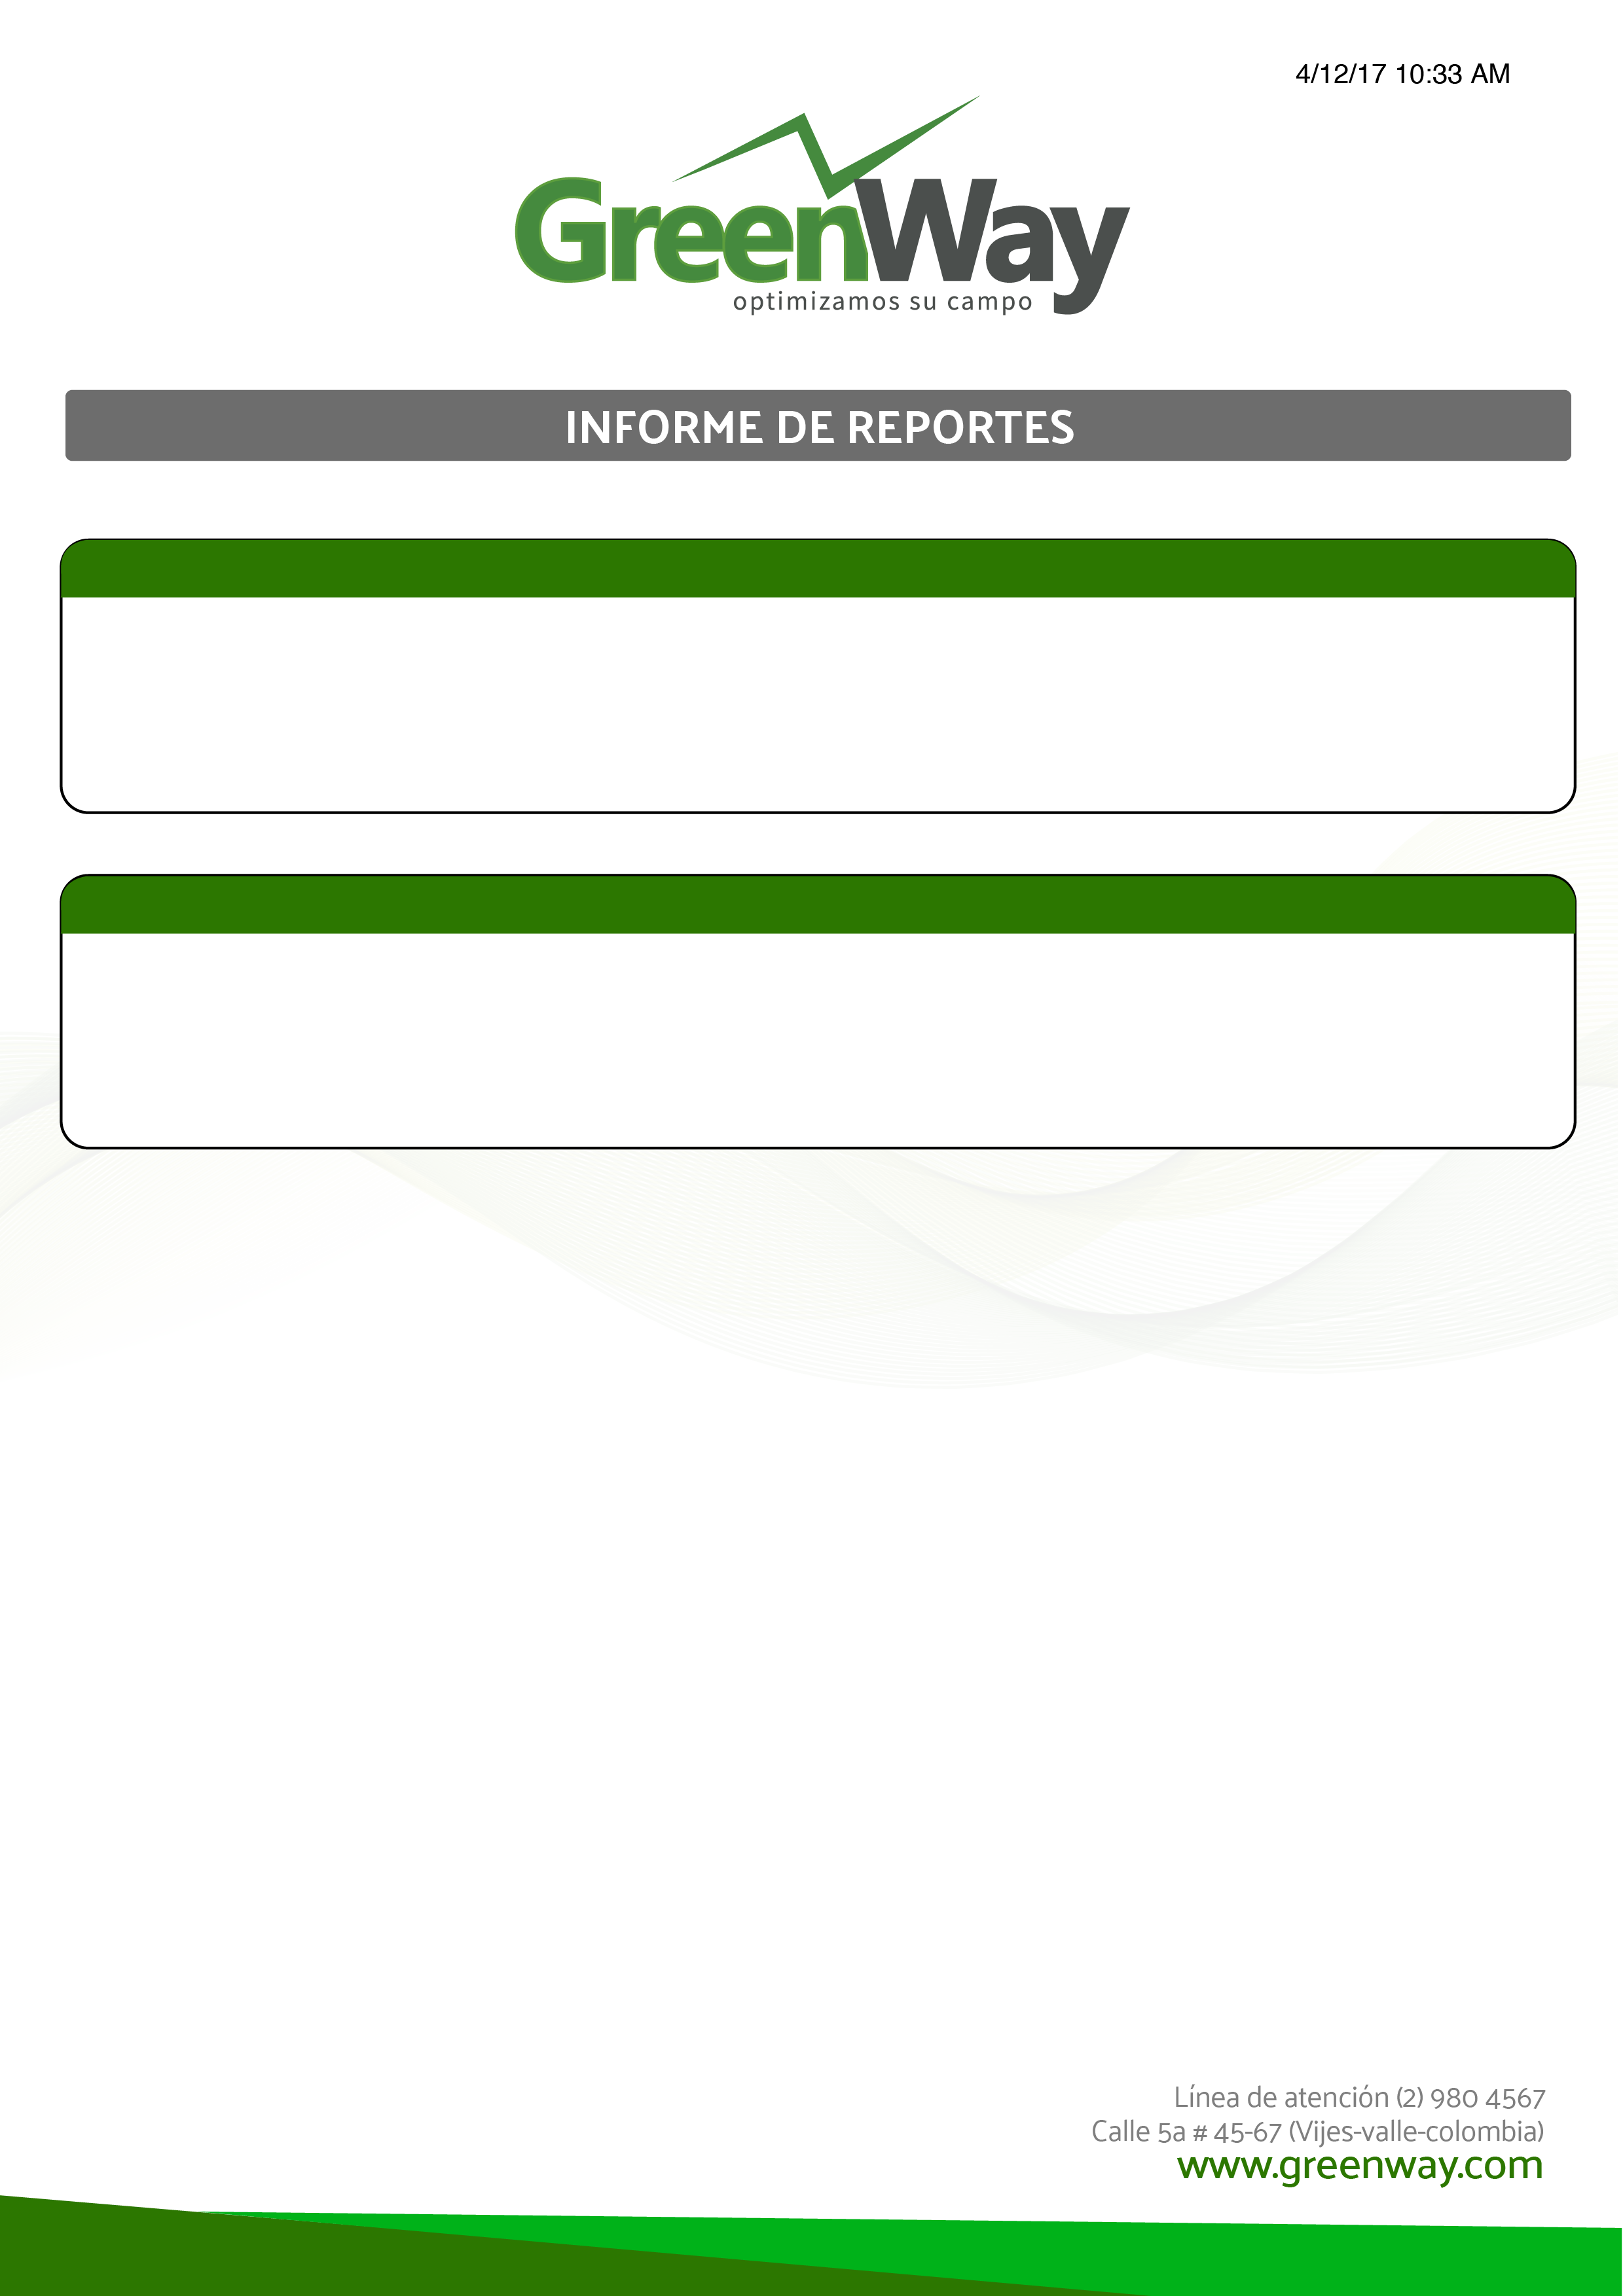 4/12/17 10:33 AM
GreenWay
optimizamos su campo
INFORME DE REPORTES
Línea de atención (2) 980 4567
Calle 5a # 45-67 (Vijes-valle-colombia)
www.greenway.com